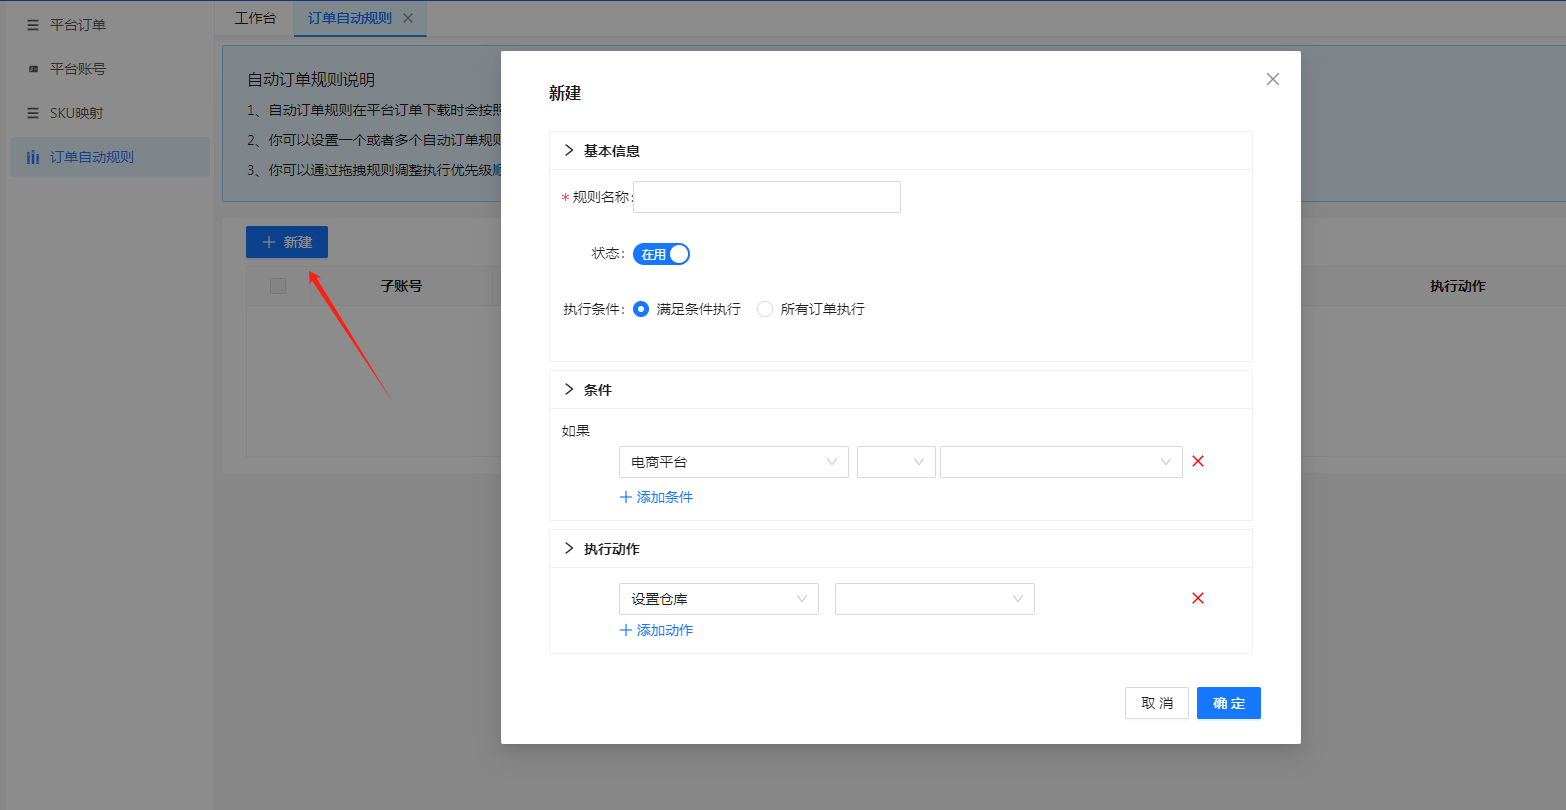 平台订单
平台账号
SKU映射
订单自动规则
工作台
订单自动规则
自动订单规则说明
1、自动订单规则在平台订单下载时会按照
2、你可以设置一个或者多个自动订单规则
3、你可以通过拖拽规则调整执行优先级顺
新建
子账号
执行动作
新建
基本信息
* 规则名称:
状态: 在用
执行条件: 满足条件执行 所有订单执行
条件
如果
电商平台
添加条件
执行动作
设置仓库
添加动作
取 消 确 定